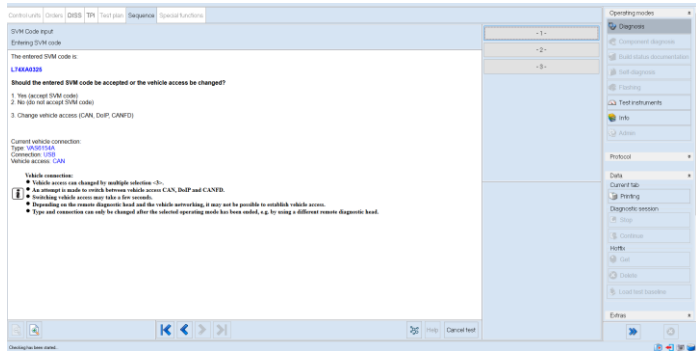 Control units
Orders
DISS
TPI
Test plan
Sequence
Special functions
SVM Code input
Entering SVM code
The entered SVM code is:
L74XA0325
Should the entered SVM code be accepted or the vehicle access be changed?
1. Yes (accept SVM code)
2. No (do not accept SVM code)
3. Change vehicle access (CAN, DoIP, CANFD)
Current vehicle connection:
Type: VAS6154A
Connection: USB
Vehicle access: CAN
Vehicle connection:
• Vehicle access can changed by multiple selection <3>.
• An attempt is made to switch between vehicle access CAN, DoIP and CANFD.
• Switching vehicle access may take a few seconds.
• Depending on the remote diagnostic head and the vehicle networking, it may not be possible to establish vehicle access.
• Type and connection can only be changed after the selected operating mode has been ended, e.g. by using a different remote diagnostic head.
- 1 -
- 2 -
- 3 -
Help
Cancel test
Checking has been started...
Operating modes
Diagnosis
Component diagnosis
Build status documentation
Self-diagnosis
Flashing
Test instruments
Info
Admin
Protocol
Data
Current tab
Printing
Diagnostic session
Stop
Continue
Hotfix
Get
Delete
Load test baseline
Extras